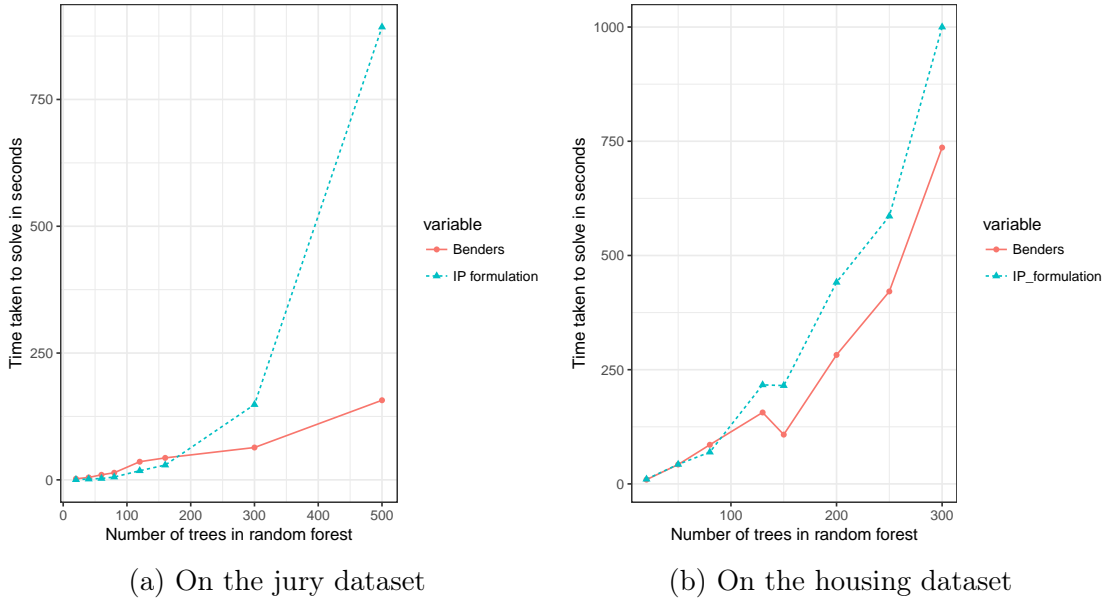 750
500
250
0
Time taken to solve in seconds
0 100 200 300 400 500
Number of trees in random forest
variable
Benders
IP formulation
(a) On the jury dataset
1000
750
500
250
0
Time taken to solve in seconds
100 200 300
Number of trees in random forest
variable
Benders
IP_formulation
(b) On the housing dataset